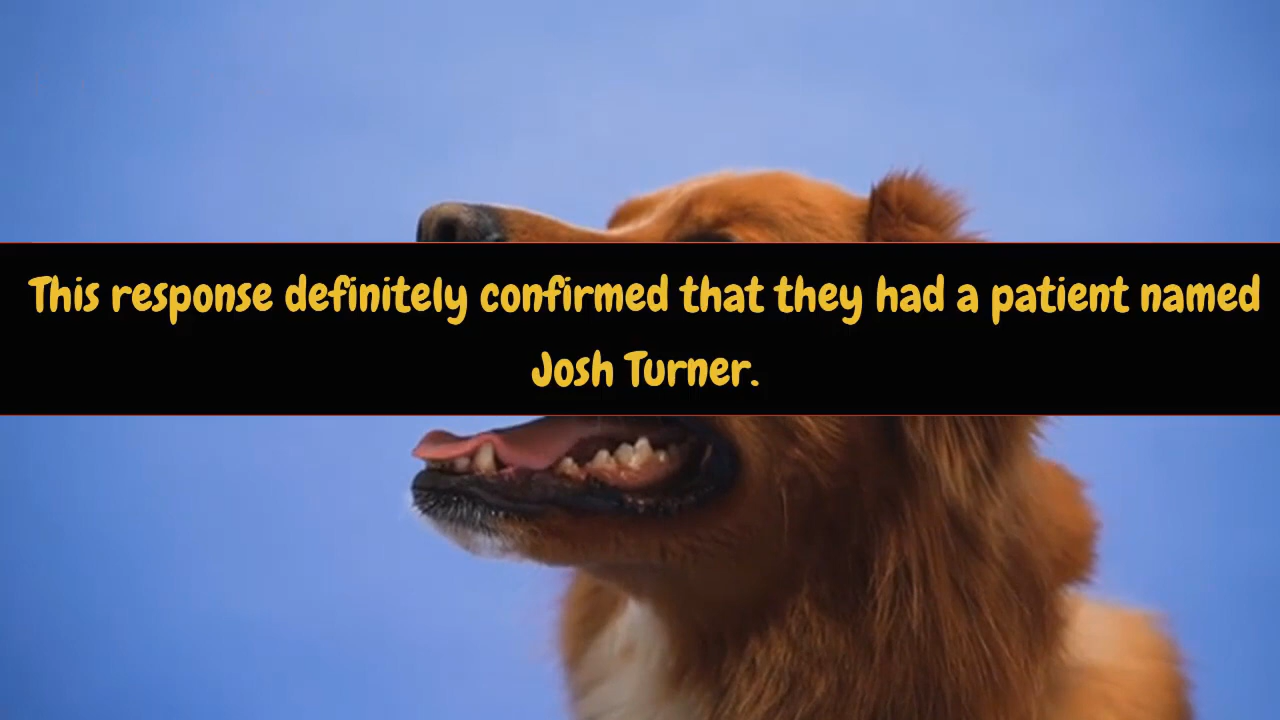 This response definitely confirmed that they had a patient named
Josh Turner.